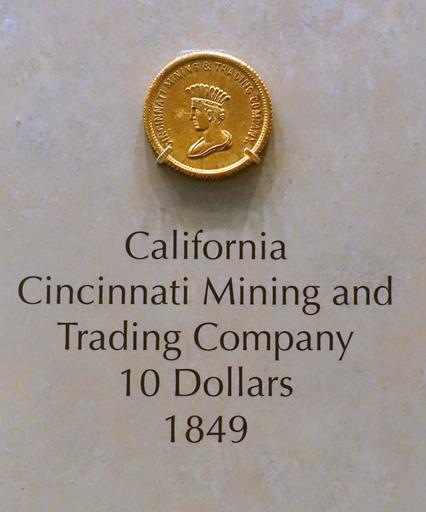 CINCINNATI MINING & TRADING COMPANY.
California
Cincinnati Mining and
Trading Company
10 Dollars
1849